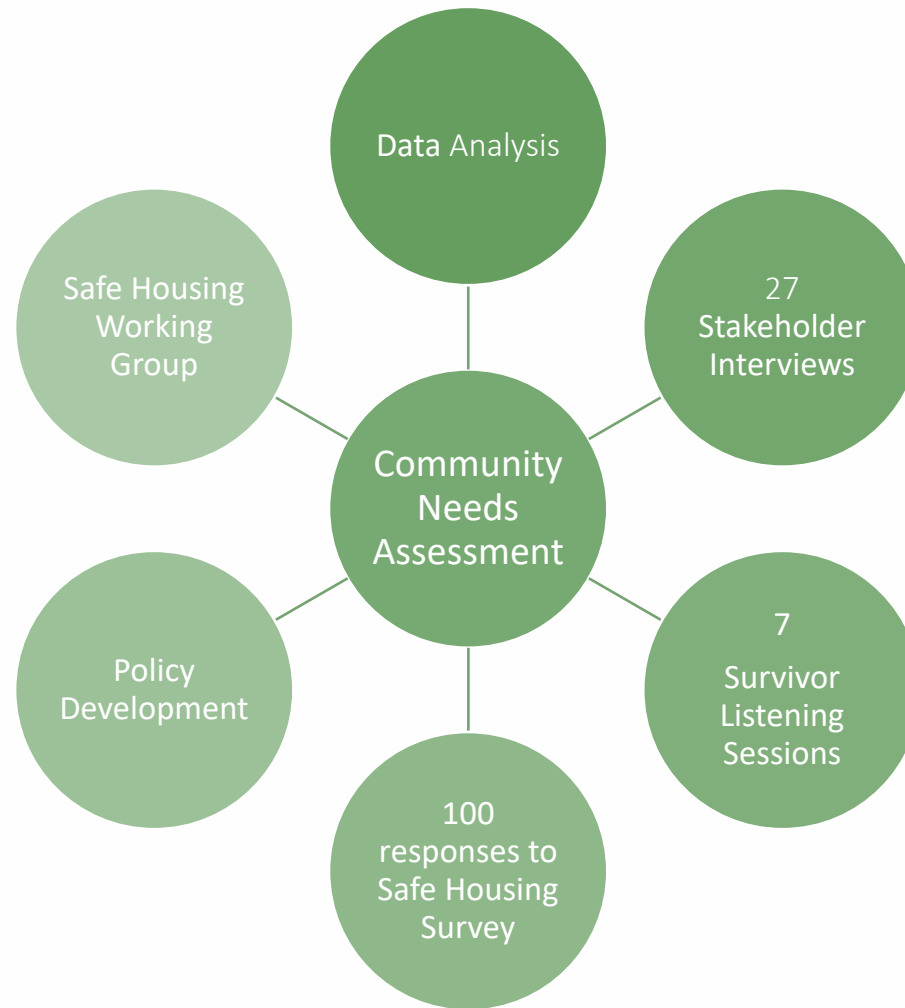 Data Analysis
27
Stakeholder
Interviews
7
Survivor
Listening
Sessions
100
responses to
Safe Housing
Survey
Policy
Development
Safe Housing
Working
Group
Community
Needs
Assessment